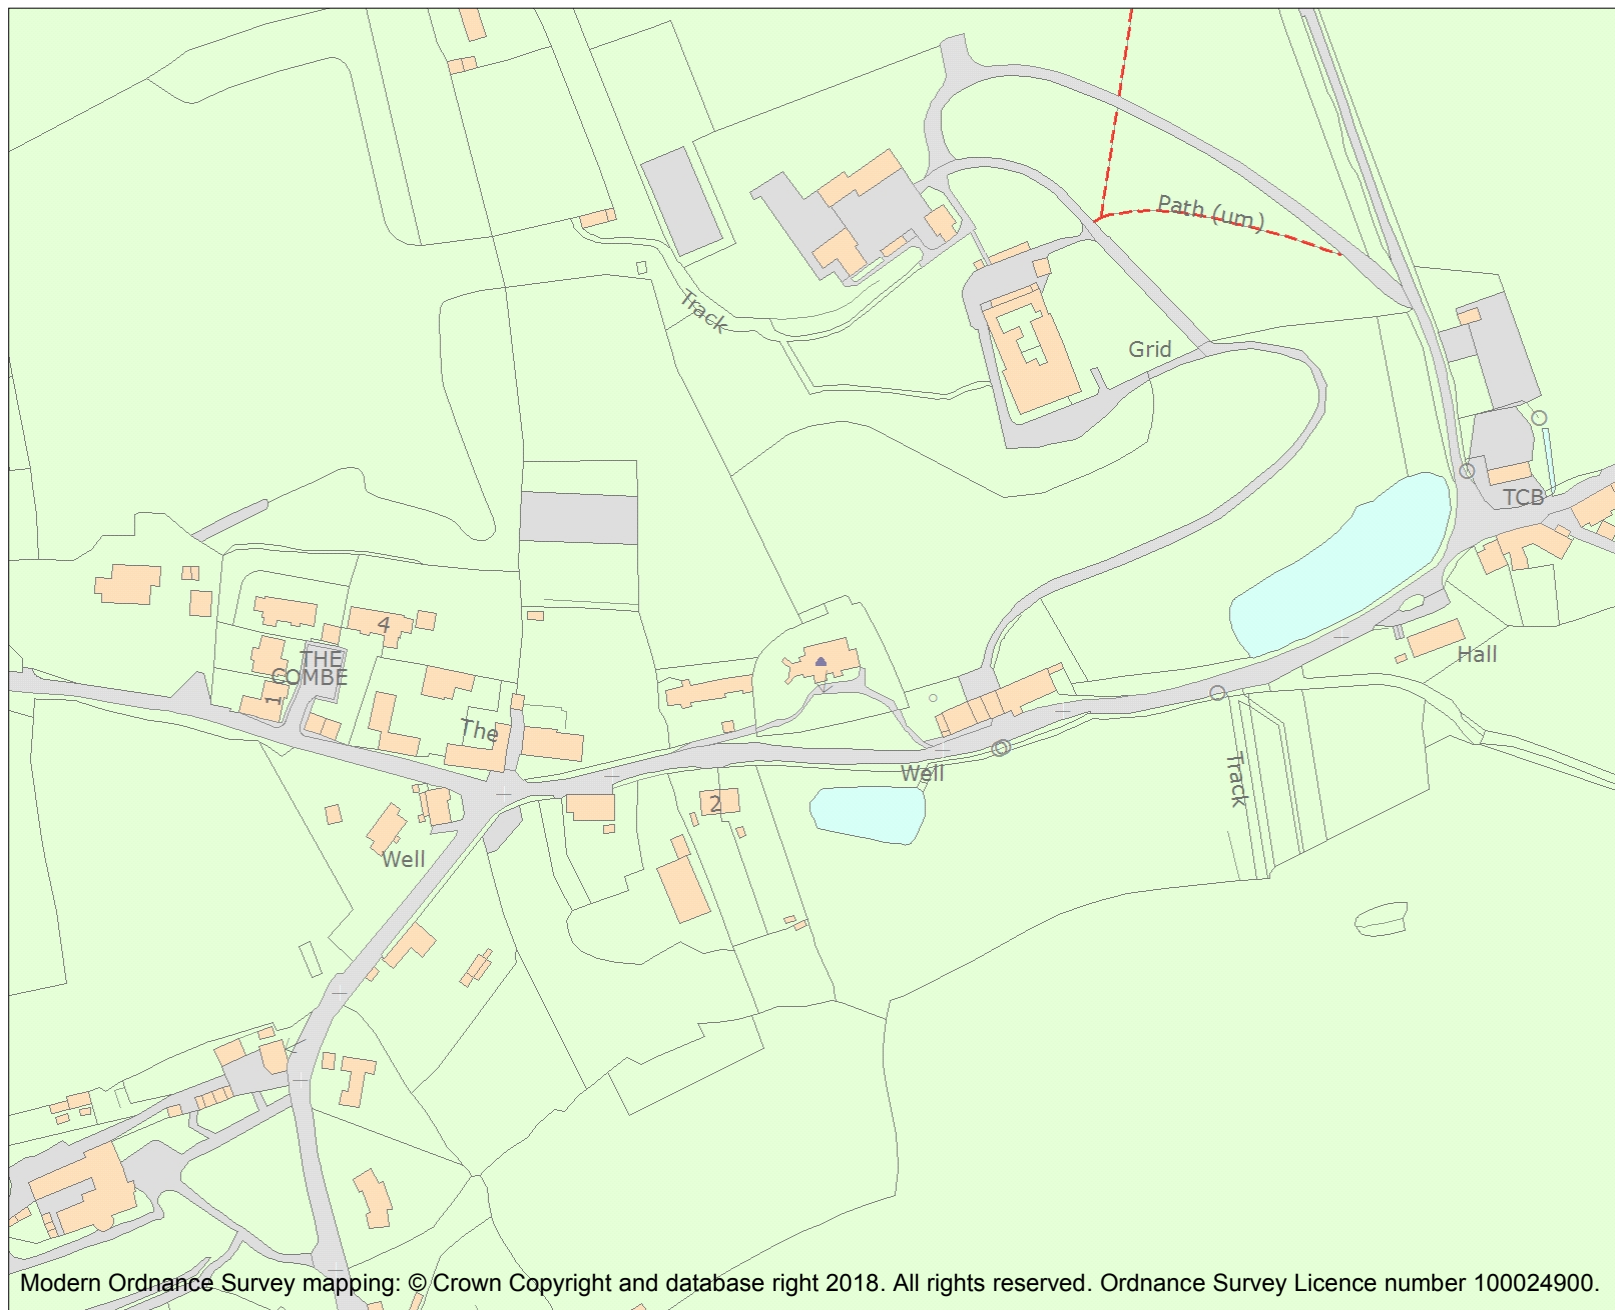 Path (um)
Track
Grid
TCB
4
THE
COMBE
1
Hall
The
Well
Track
2
Well
Modern Ordnance Survey mapping: © Crown Copyright and database right 2018. All rights reserved. Ordnance Survey Licence number 100024900.